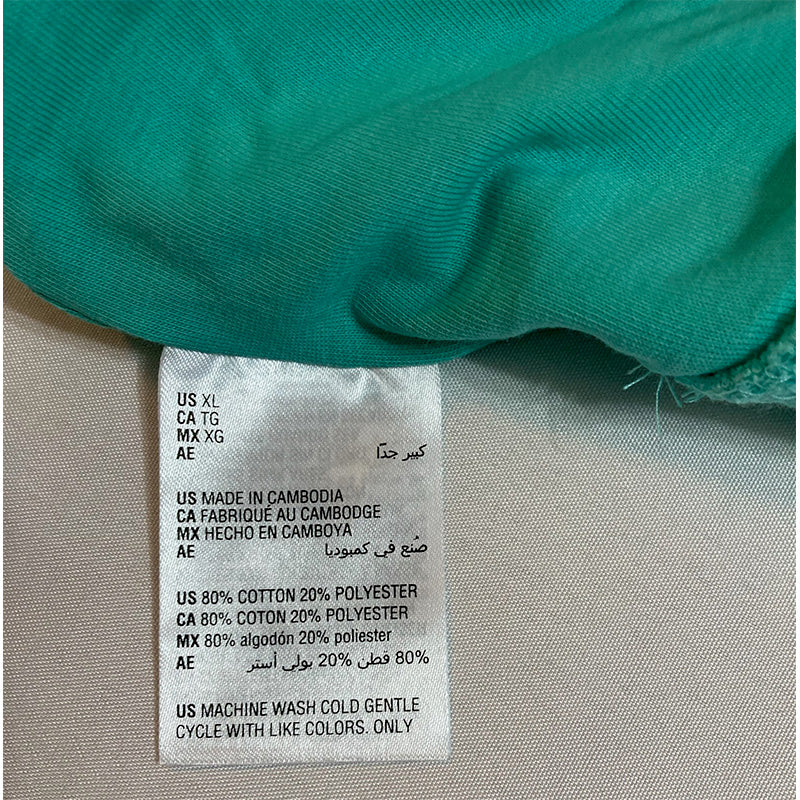 US XL
CA TG
MX XG
AE كبير جدًا
US MADE IN CAMBODIA
CA FABRIQUÉ AU CAMBODGE
MX HECHO EN CAMBOYA
AE صُنع في كمبوديا
US 80% COTTON 20% POLYESTER
CA 80% COTON 20% POLYESTER
MX 80% algodón 20% poliester
AE 80% قطن 20% بولي أستر
US MACHINE WASH COLD GENTLE
CYCLE WITH LIKE COLORS. ONLY